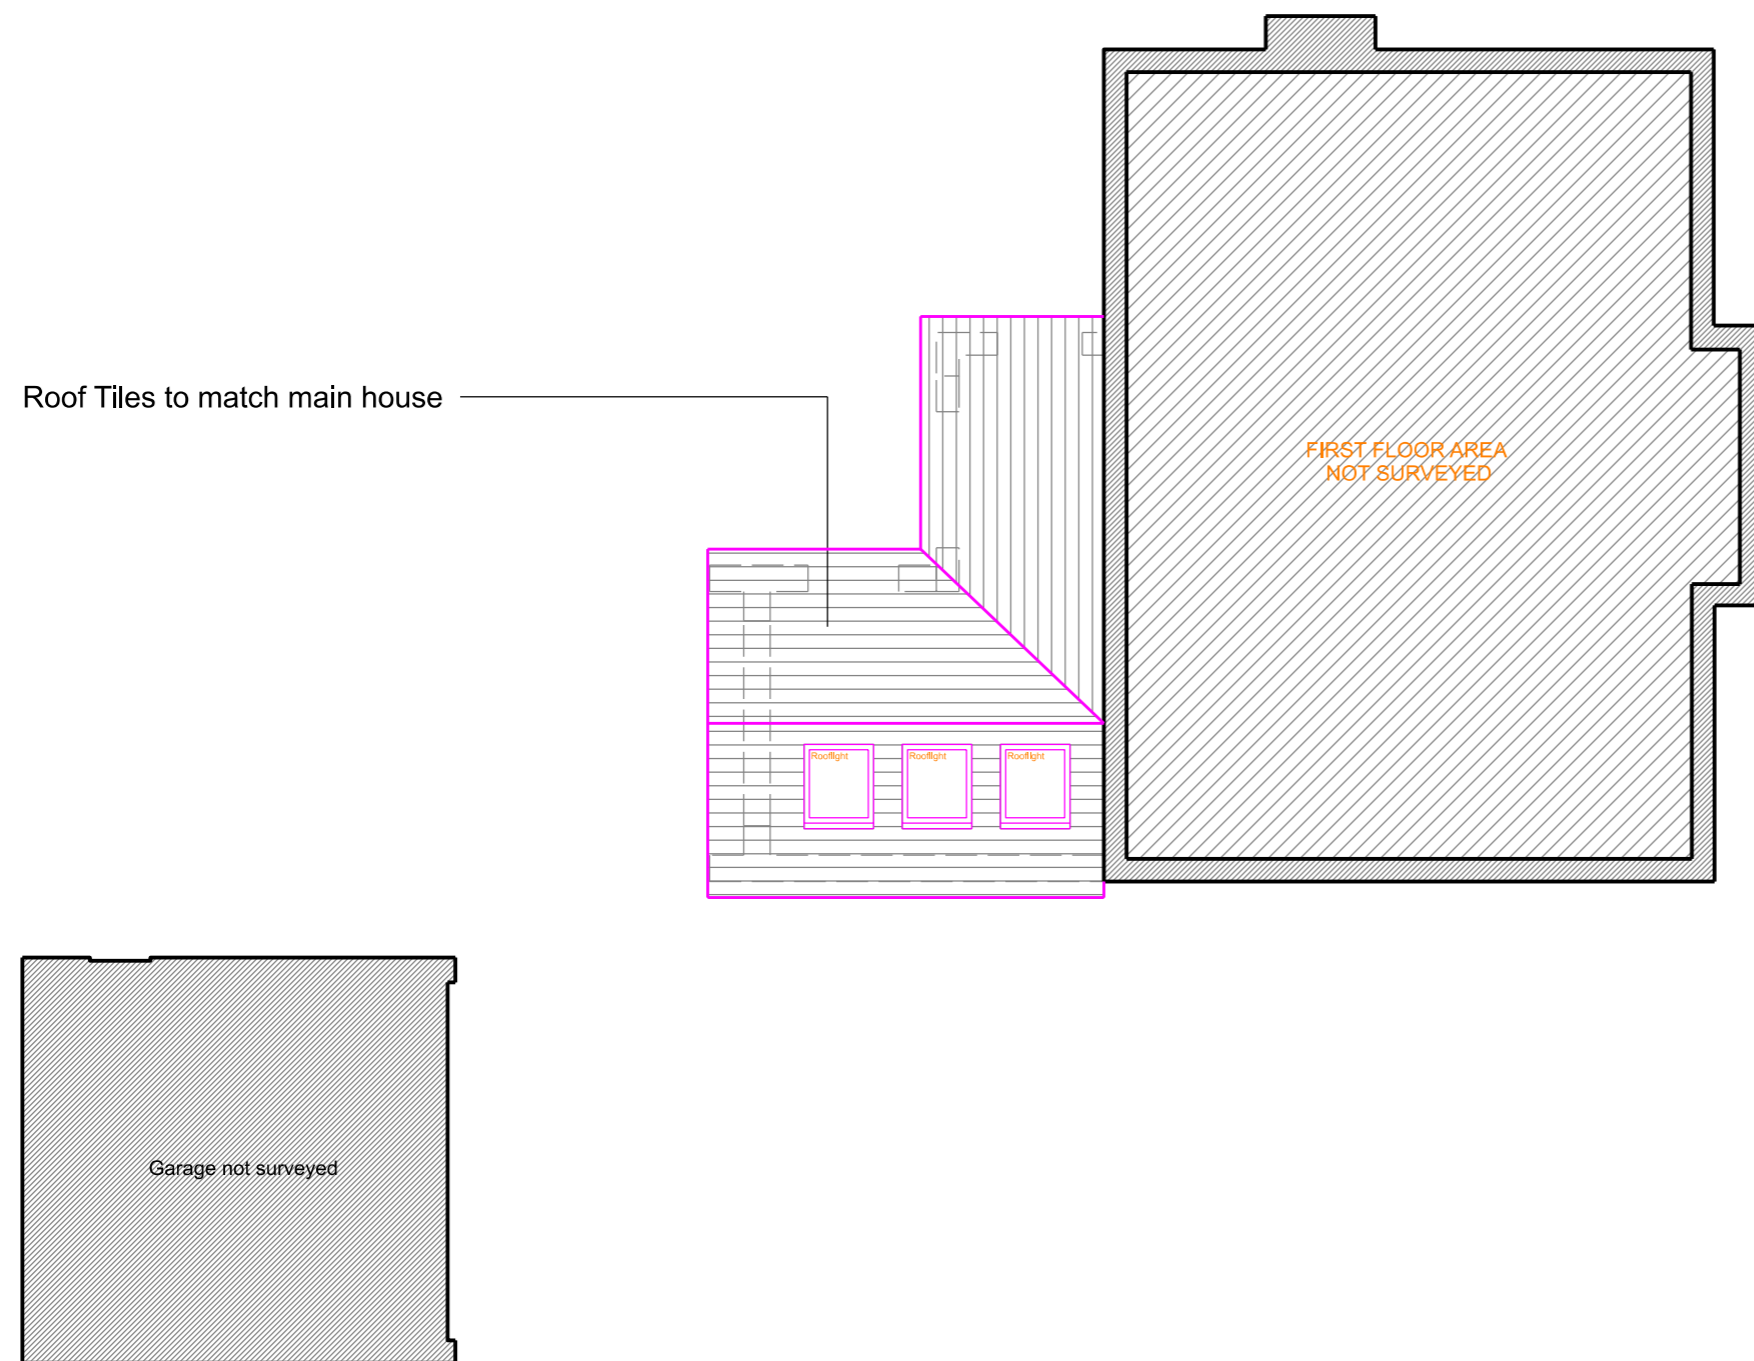 Roof Tiles to match main house
FIRST FLOOR AREA
NOT SURVEYED
Rooflight
Rooflight
Rooflight
Garage not surveyed